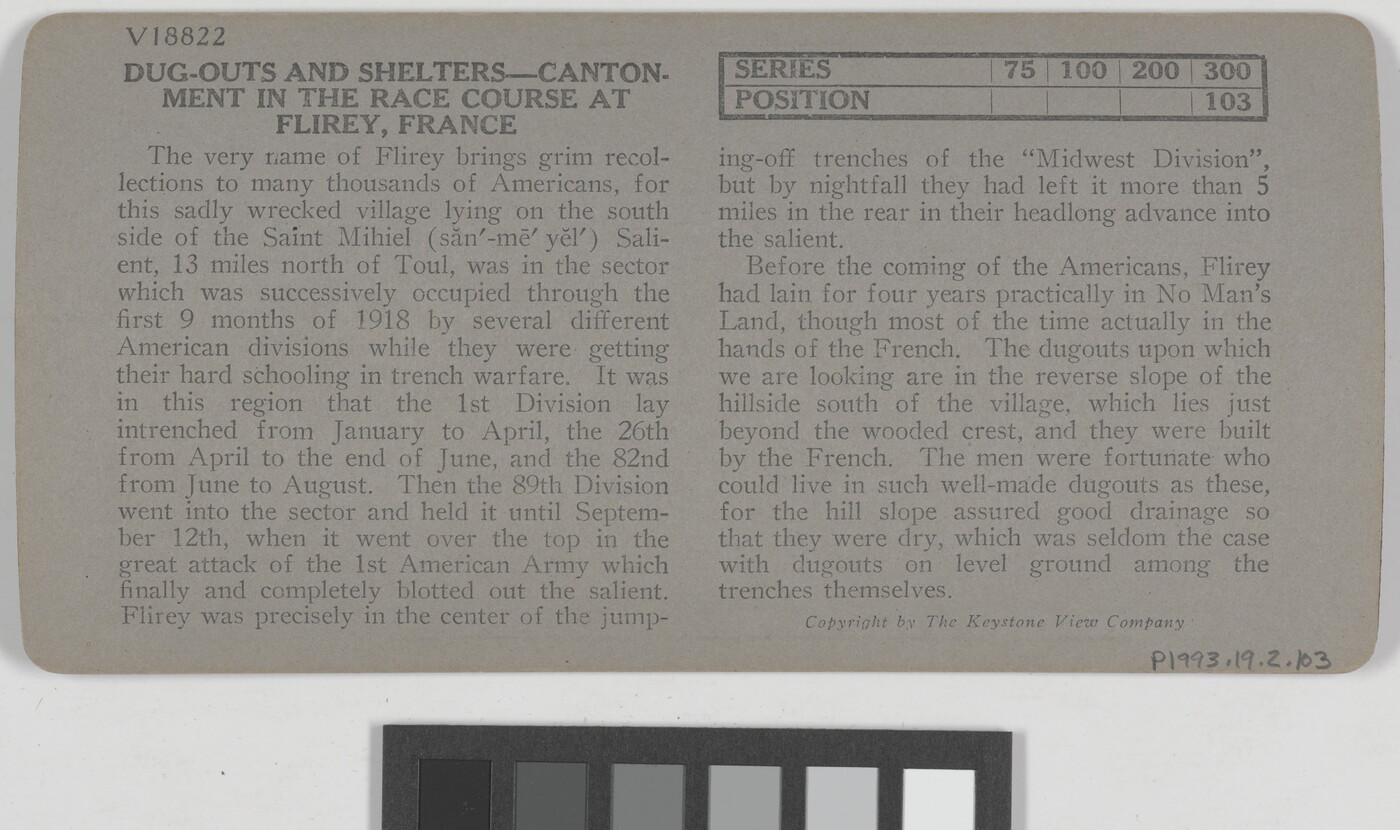 V18822
DUG-OUTS AND SHELTERS—CANTON-
MENT IN THE RACE COURSE AT
FLIREY, FRANCE
The very name of Flirey brings grim recol-
lections to many thousands of Americans, for
this sadly wrecked village lying on the south
side of the Saint Mihiel (săn′-mē′ yĕl′) Sali-
ent, 13 miles north of Toul, was in the sector
which was successively occupied through the
first 9 months of 1918 by several different
American divisions while they were getting
their hard schooling in trench warfare. It was
in this region that the 1st Division lay
intrenched from January to April, the 26th
from April to the end of June, and the 82nd
from June to August. Then the 89th Division
went into the sector and held it until Septem-
ber 12th, when it went over the top in the
great attack of the 1st American Army which
finally and completely blotted out the salient.
Flirey was precisely in the center of the jump-
SERIES 75 100 200 300
POSITION 103
ing-off trenches of the “Midwest Division”,
but by nightfall they had left it more than 5
miles in the rear in their headlong advance into
the salient.
Before the coming of the Americans, Flirey
had lain for four years practically in No Man’s
Land, though most of the time actually in the
hands of the French. The dugouts upon which
we are looking are in the reverse slope of the
hillside south of the village, which lies just
beyond the wooded crest, and they were built
by the French. The men were fortunate who
could live in such well-made dugouts as these,
for the hill slope assured good drainage so
that they were dry, which was seldom the case
with dugouts on level ground among the
trenches themselves.
Copyright by The Keystone View Company
P1993.19.2.103